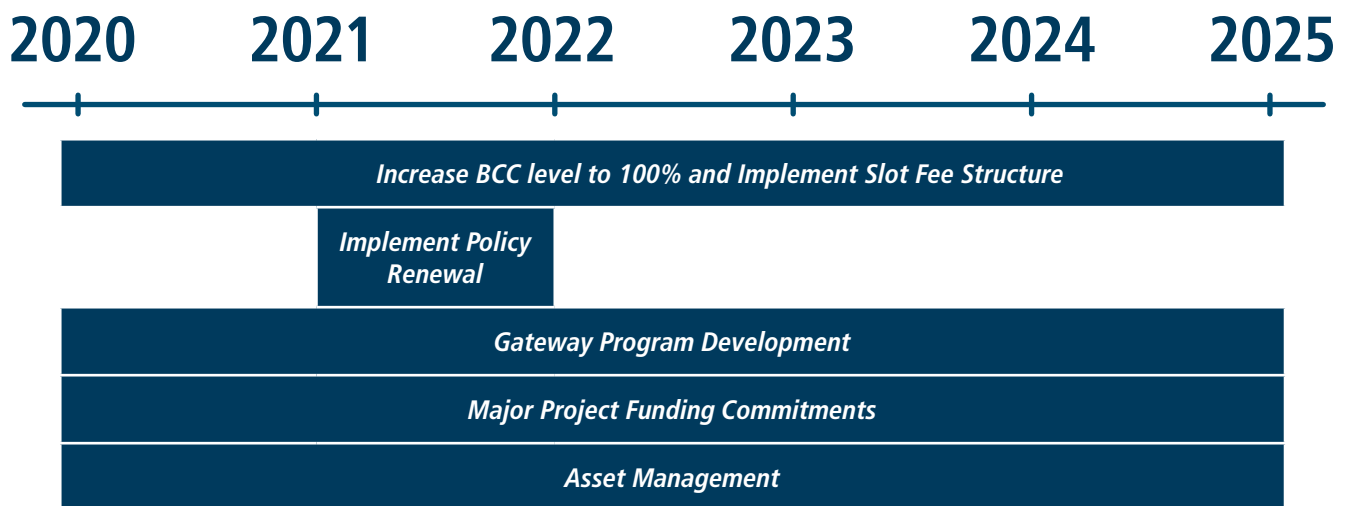 2020 2021 2022 2023 2024 2025
Increase BCC level to 100% and Implement Slot Fee Structure
Implement Policy
Renewal
Gateway Program Development
Major Project Funding Commitments
Asset Management